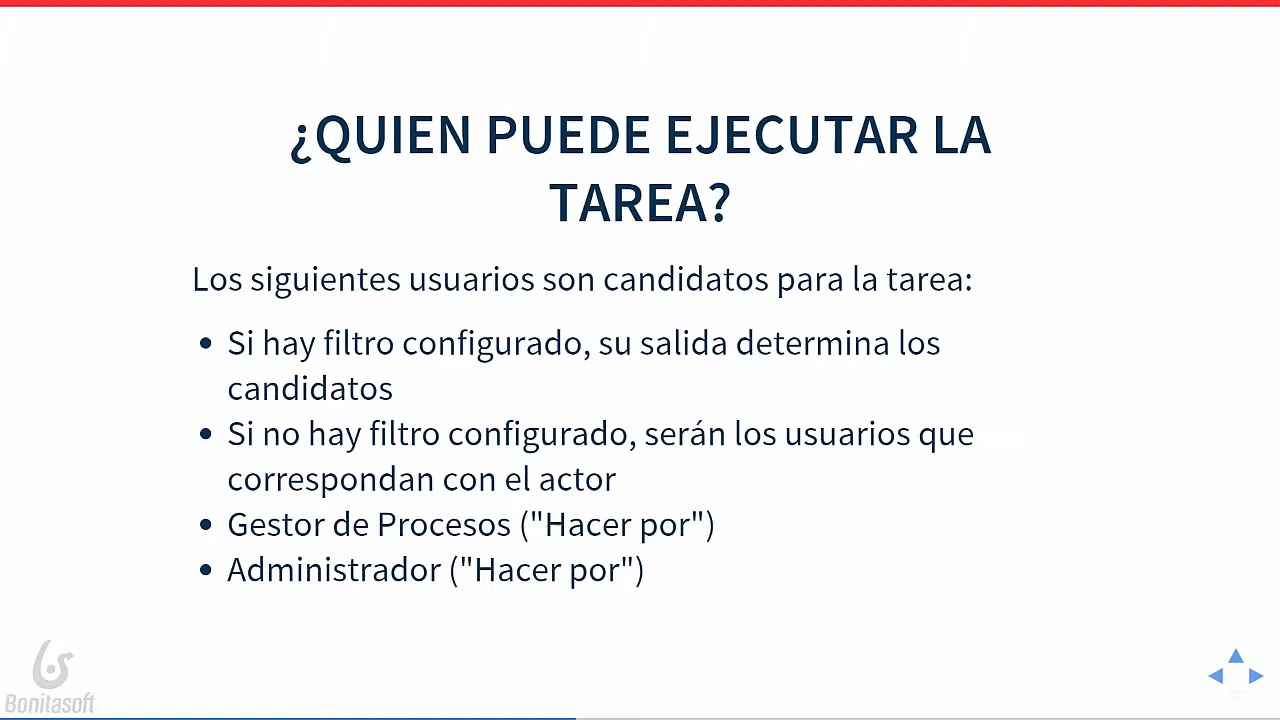 ¿QUIEN PUEDE EJECUTAR LA
TAREA?
Los siguientes usuarios son candidatos para la tarea:
• Si hay filtro configurado, su salida determina los
candidatos
• Si no hay filtro configurado, serán los usuarios que
correspondan con el actor
• Gestor de Procesos ("Hacer por")
• Administrador ("Hacer por")
Bonitasoft